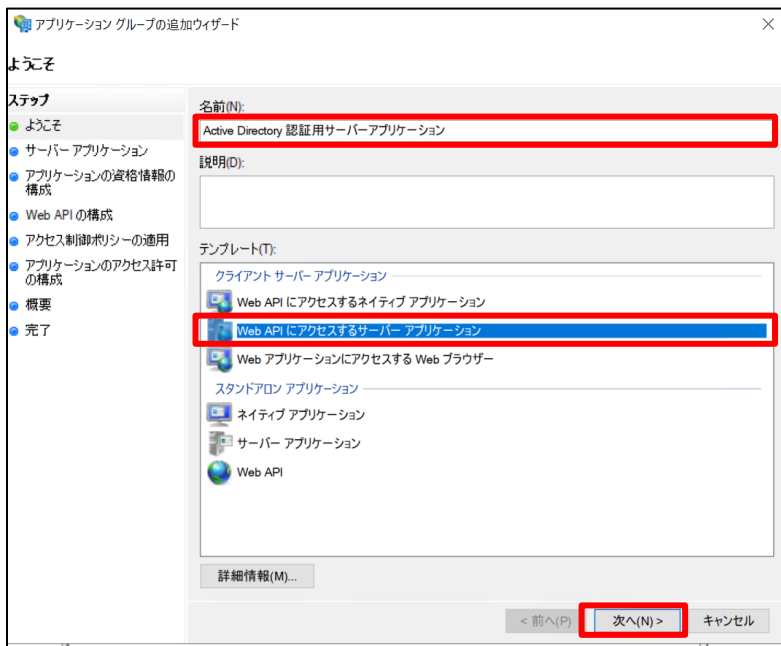 アプリケーション グループの追加ウィザード
ようこそ
ステップ
ようこそ
サーバー アプリケーション
アプリケーションの資格情報の
構成
Web API の構成
アクセス制御ポリシーの適用
アプリケーションのアクセス許可
の構成
概要
完了
名前(N):
Active Directory 認証用サーバーアプリケーション
説明(D):
テンプレート(T):
クライアント サーバー アプリケーション
Web API にアクセスするネイティブ アプリケーション
Web API にアクセスするサーバー アプリケーション
Web アプリケーションにアクセスする Web ブラウザー
スタンドアロン アプリケーション
ネイティブ アプリケーション
サーバー アプリケーション
Web API
詳細情報(M)...
< 前へ(P)
次へ(N) >
キャンセル